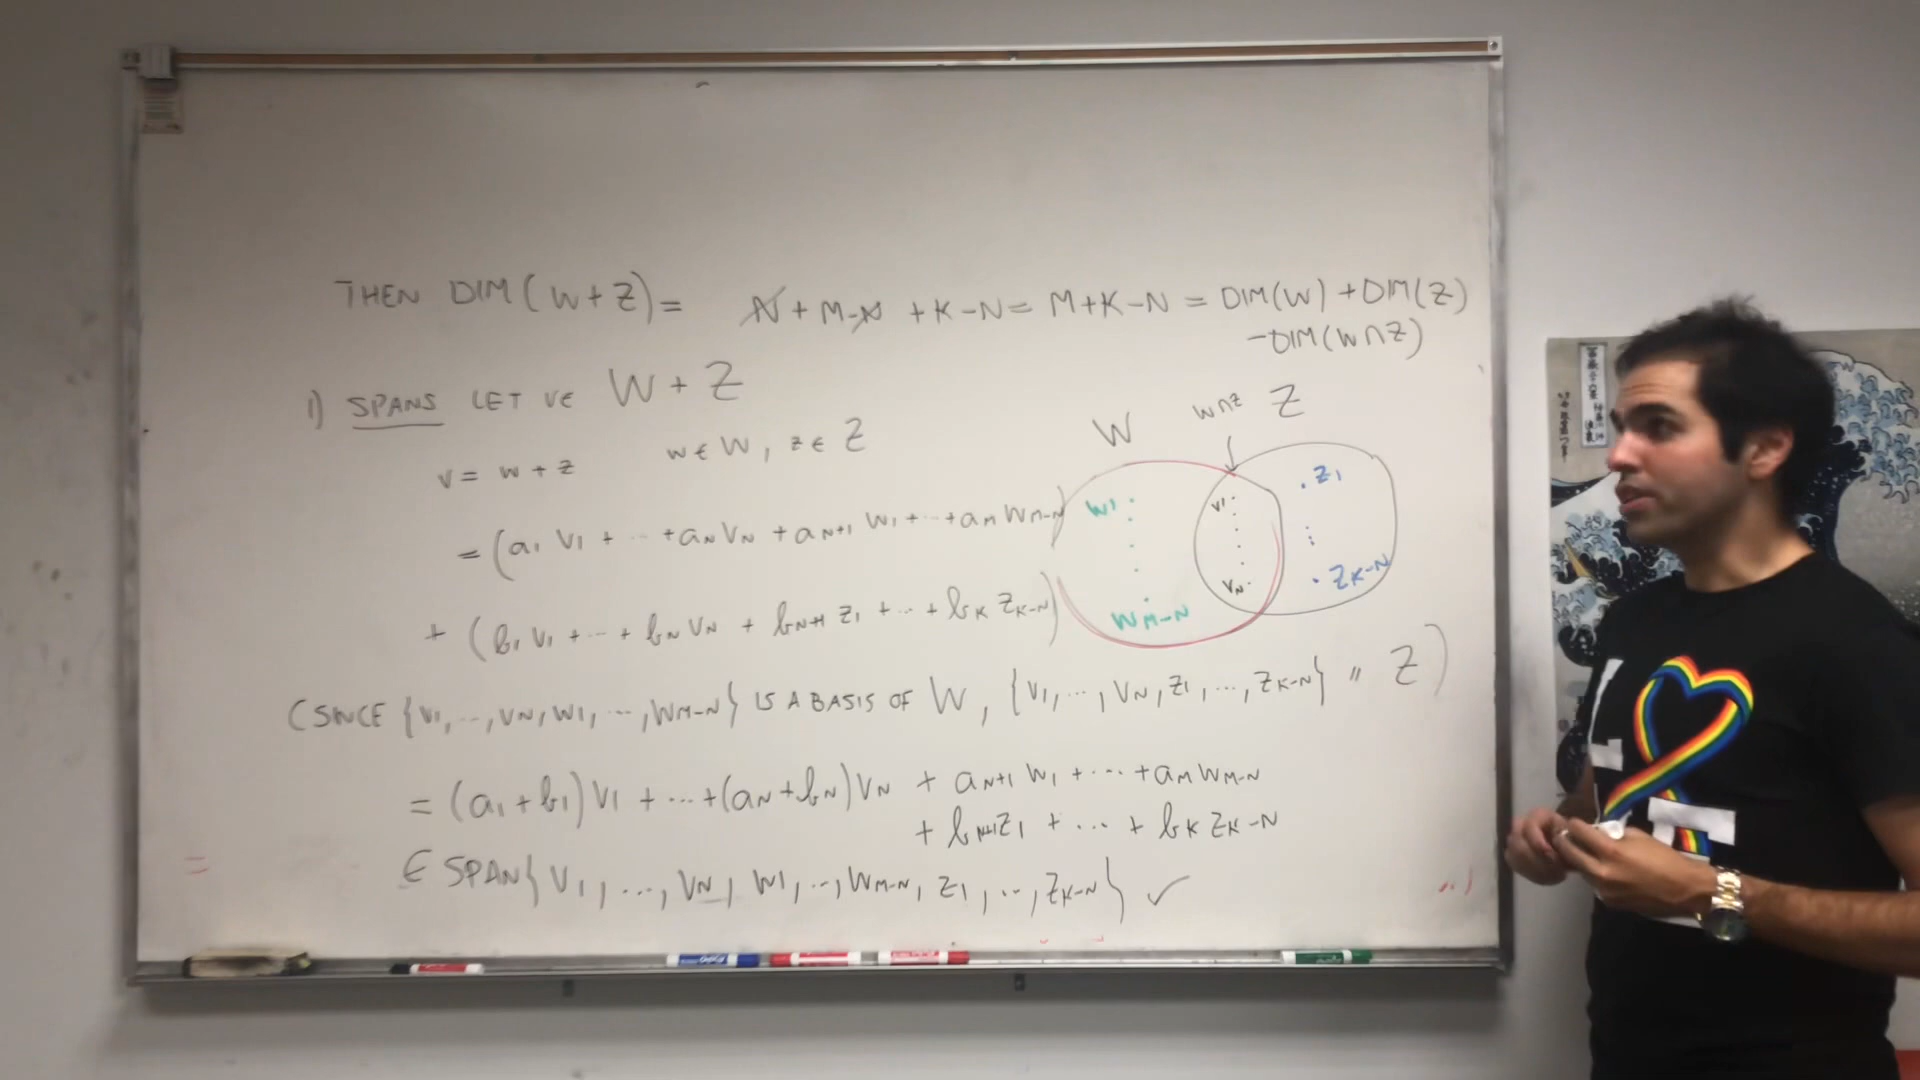 THEN DIM(W+Z)= N+M-N+K-N= M+K-N = DIM(W)+DIM(Z)
-DIM(W∩Z)
1) SPANS LET V∈ W+Z
v= w+z w∈W, z∈Z
=(a1 V1 + ... +aN VN +aN+1 W1+...+aM WM-N)
+ (b1 V1 +...+ bN VN + bN+1 Z1 +...+ bK ZK-N)
W W∩Z Z
W1 V1 Z1
WM-N VN ZK-N
(SINCE {V1,...,VN,W1,...,WM-N} IS A BASIS OF W, {V1,...,VN,Z1,...,ZK-N} " Z)
= (a1+b1)V1 +...+(aN+bN)VN + aN+1 W1 +...+aM WM-N
+ bN+1 Z1 + ... + bK ZK-N
∈ SPAN{V1,...,VN, W1,..,WM-N, Z1,..,ZK-N} ✓